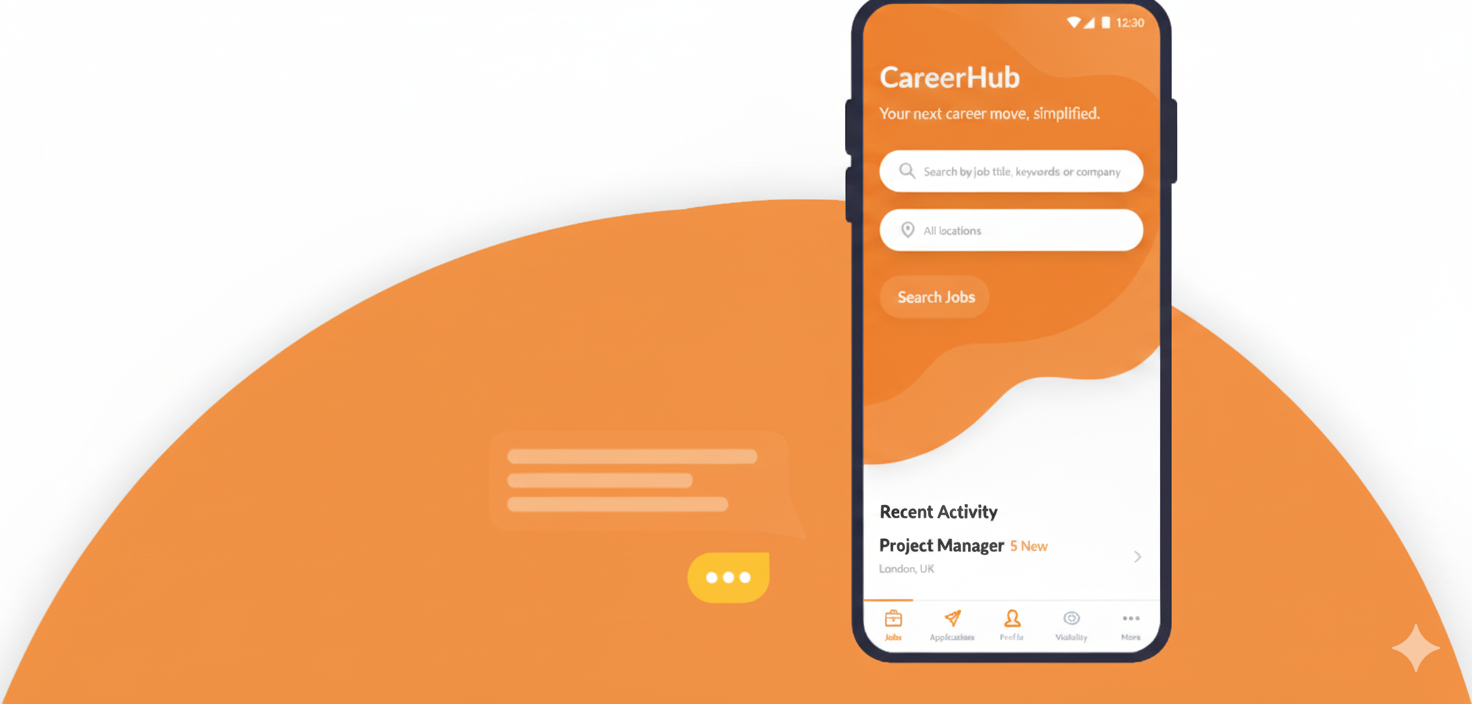 12:30
CareerHub
Your next career move, simplified.
Search by job title, keywords or company
All locations
Search Jobs
Recent Activity
Project Manager 5 New
London, UK
Jobs Applications Profile Visibility More